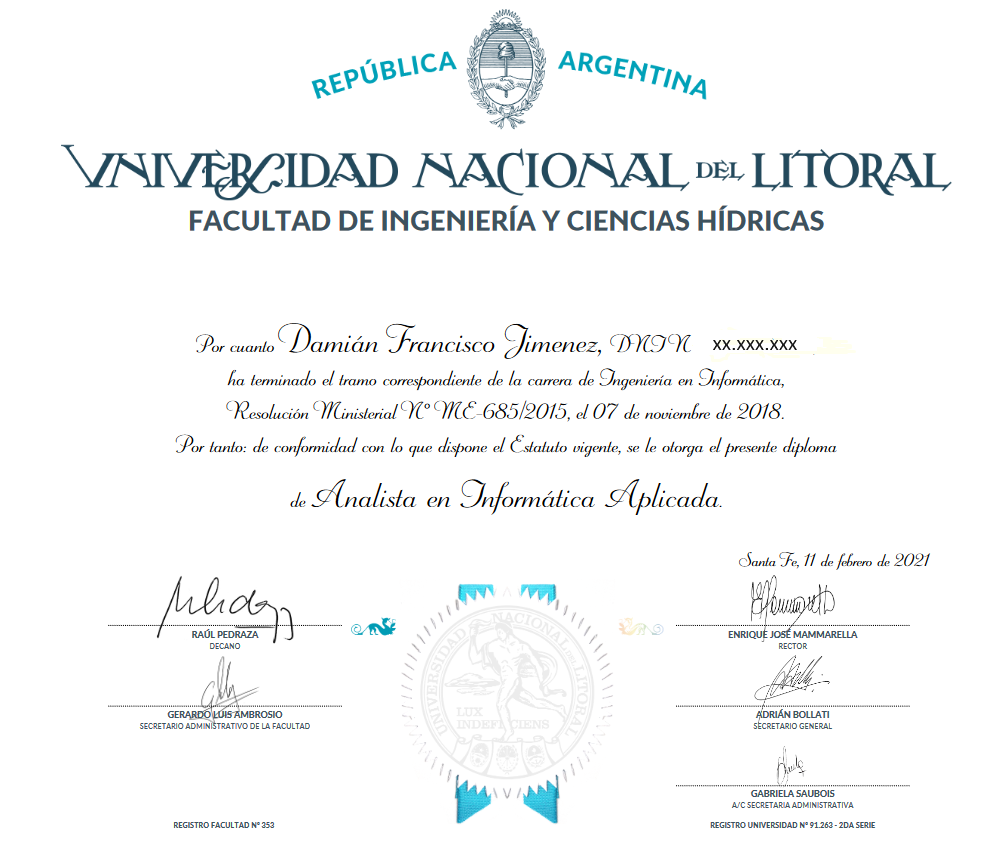 REPÚBLICA ARGENTINA
UNIVERSIDAD NACIONAL DEL LITORAL
FACULTAD DE INGENIERÍA Y CIENCIAS HÍDRICAS
Por cuanto Damián Francisco Jimenez, DNIN XX.XXX.XXX
ha terminado el tramo correspondiente de la carrera de Ingeniería en Informática,
Resolución Ministerial Nº ME-685/2015, el 07 de noviembre de 2018.
Por tanto: de conformidad con lo que dispone el Estatuto vigente, se le otorga el presente diploma
de Analista en Informática Aplicada.
Santa Fe, 11 de febrero de 2021
RAÚL PEDRAZA
DECANO
GERARDO LUIS AMBROSIO
SECRETARIO ADMINISTRATIVO DE LA FACULTAD
UNIVERSIDAD NACIONAL DEL LITORAL
LUX
INDEFICIENS
ENRIQUE JOSÉ MAMMARELLA
RECTOR
ADRIÁN BOLLATI
SECRETARIO GENERAL
GABRIELA SAUBOIS
A/C SECRETARIA ADMINISTRATIVA
REGISTRO FACULTAD Nº 353
REGISTRO UNIVERSIDAD Nº 91.263 - 2DA SERIE